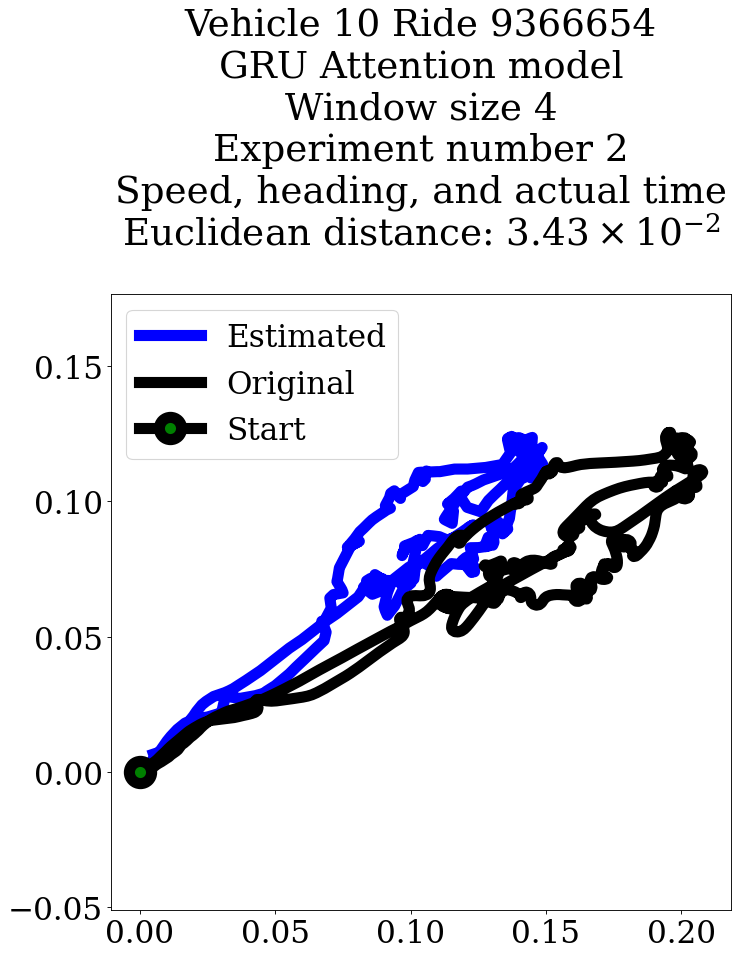 Vehicle 10 Ride 9366654
GRU Attention model
Window size 4
Experiment number 2
Speed, heading, and actual time
Euclidean distance: 3.43 × 10⁻²
Estimated
Original
Start
0.15
0.10
0.05
0.00
−0.05
0.00 0.05 0.10 0.15 0.20